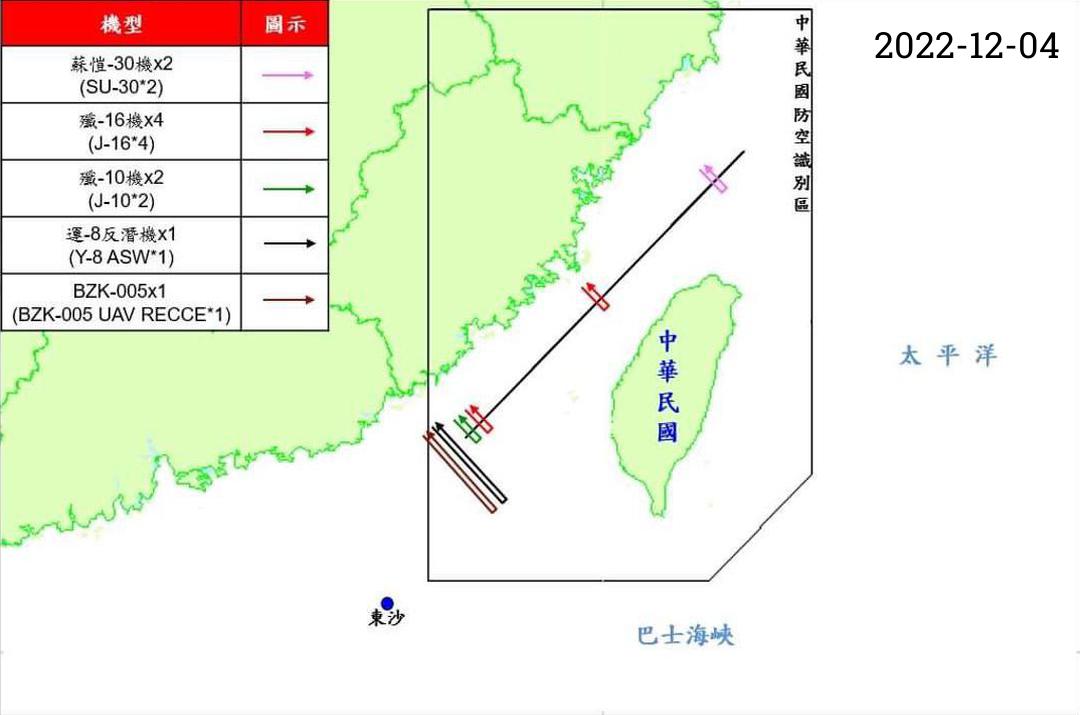 機型 圖示
蘇愷-30機x2
(SU-30*2)
殲-16機x4
(J-16*4)
殲-10機x2
(J-10*2)
運-8反潛機x1
(Y-8 ASW*1)
BZK-005x1
(BZK-005 UAV RECCE*1)
中華民國防空識別區
2022-12-04
中華民國
太平洋
東沙
巴士海峽